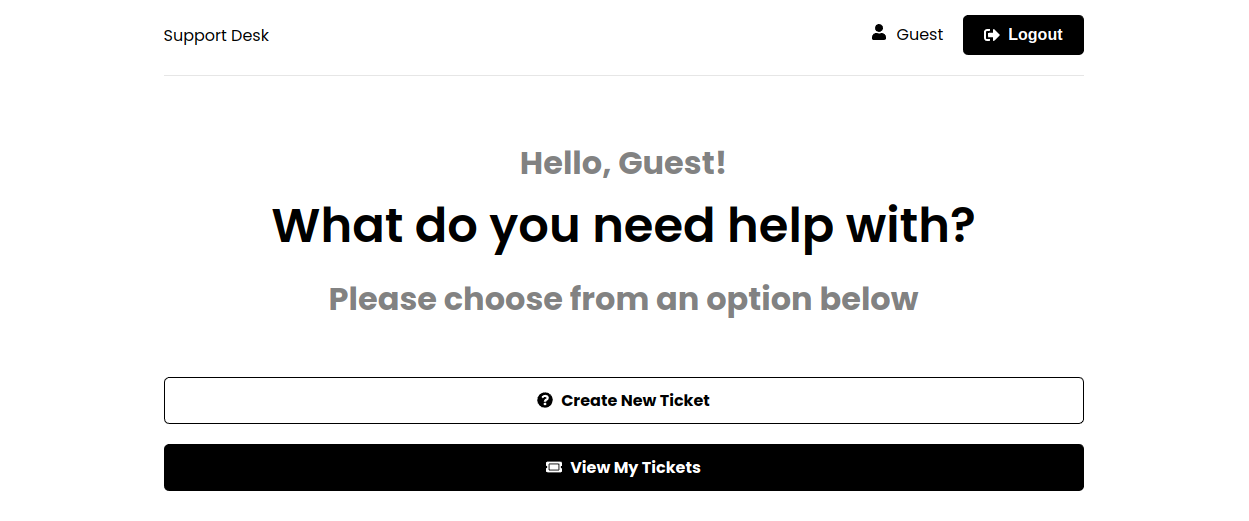 Support Desk
Guest
Logout
Hello, Guest!
What do you need help with?
Please choose from an option below
Create New Ticket
View My Tickets